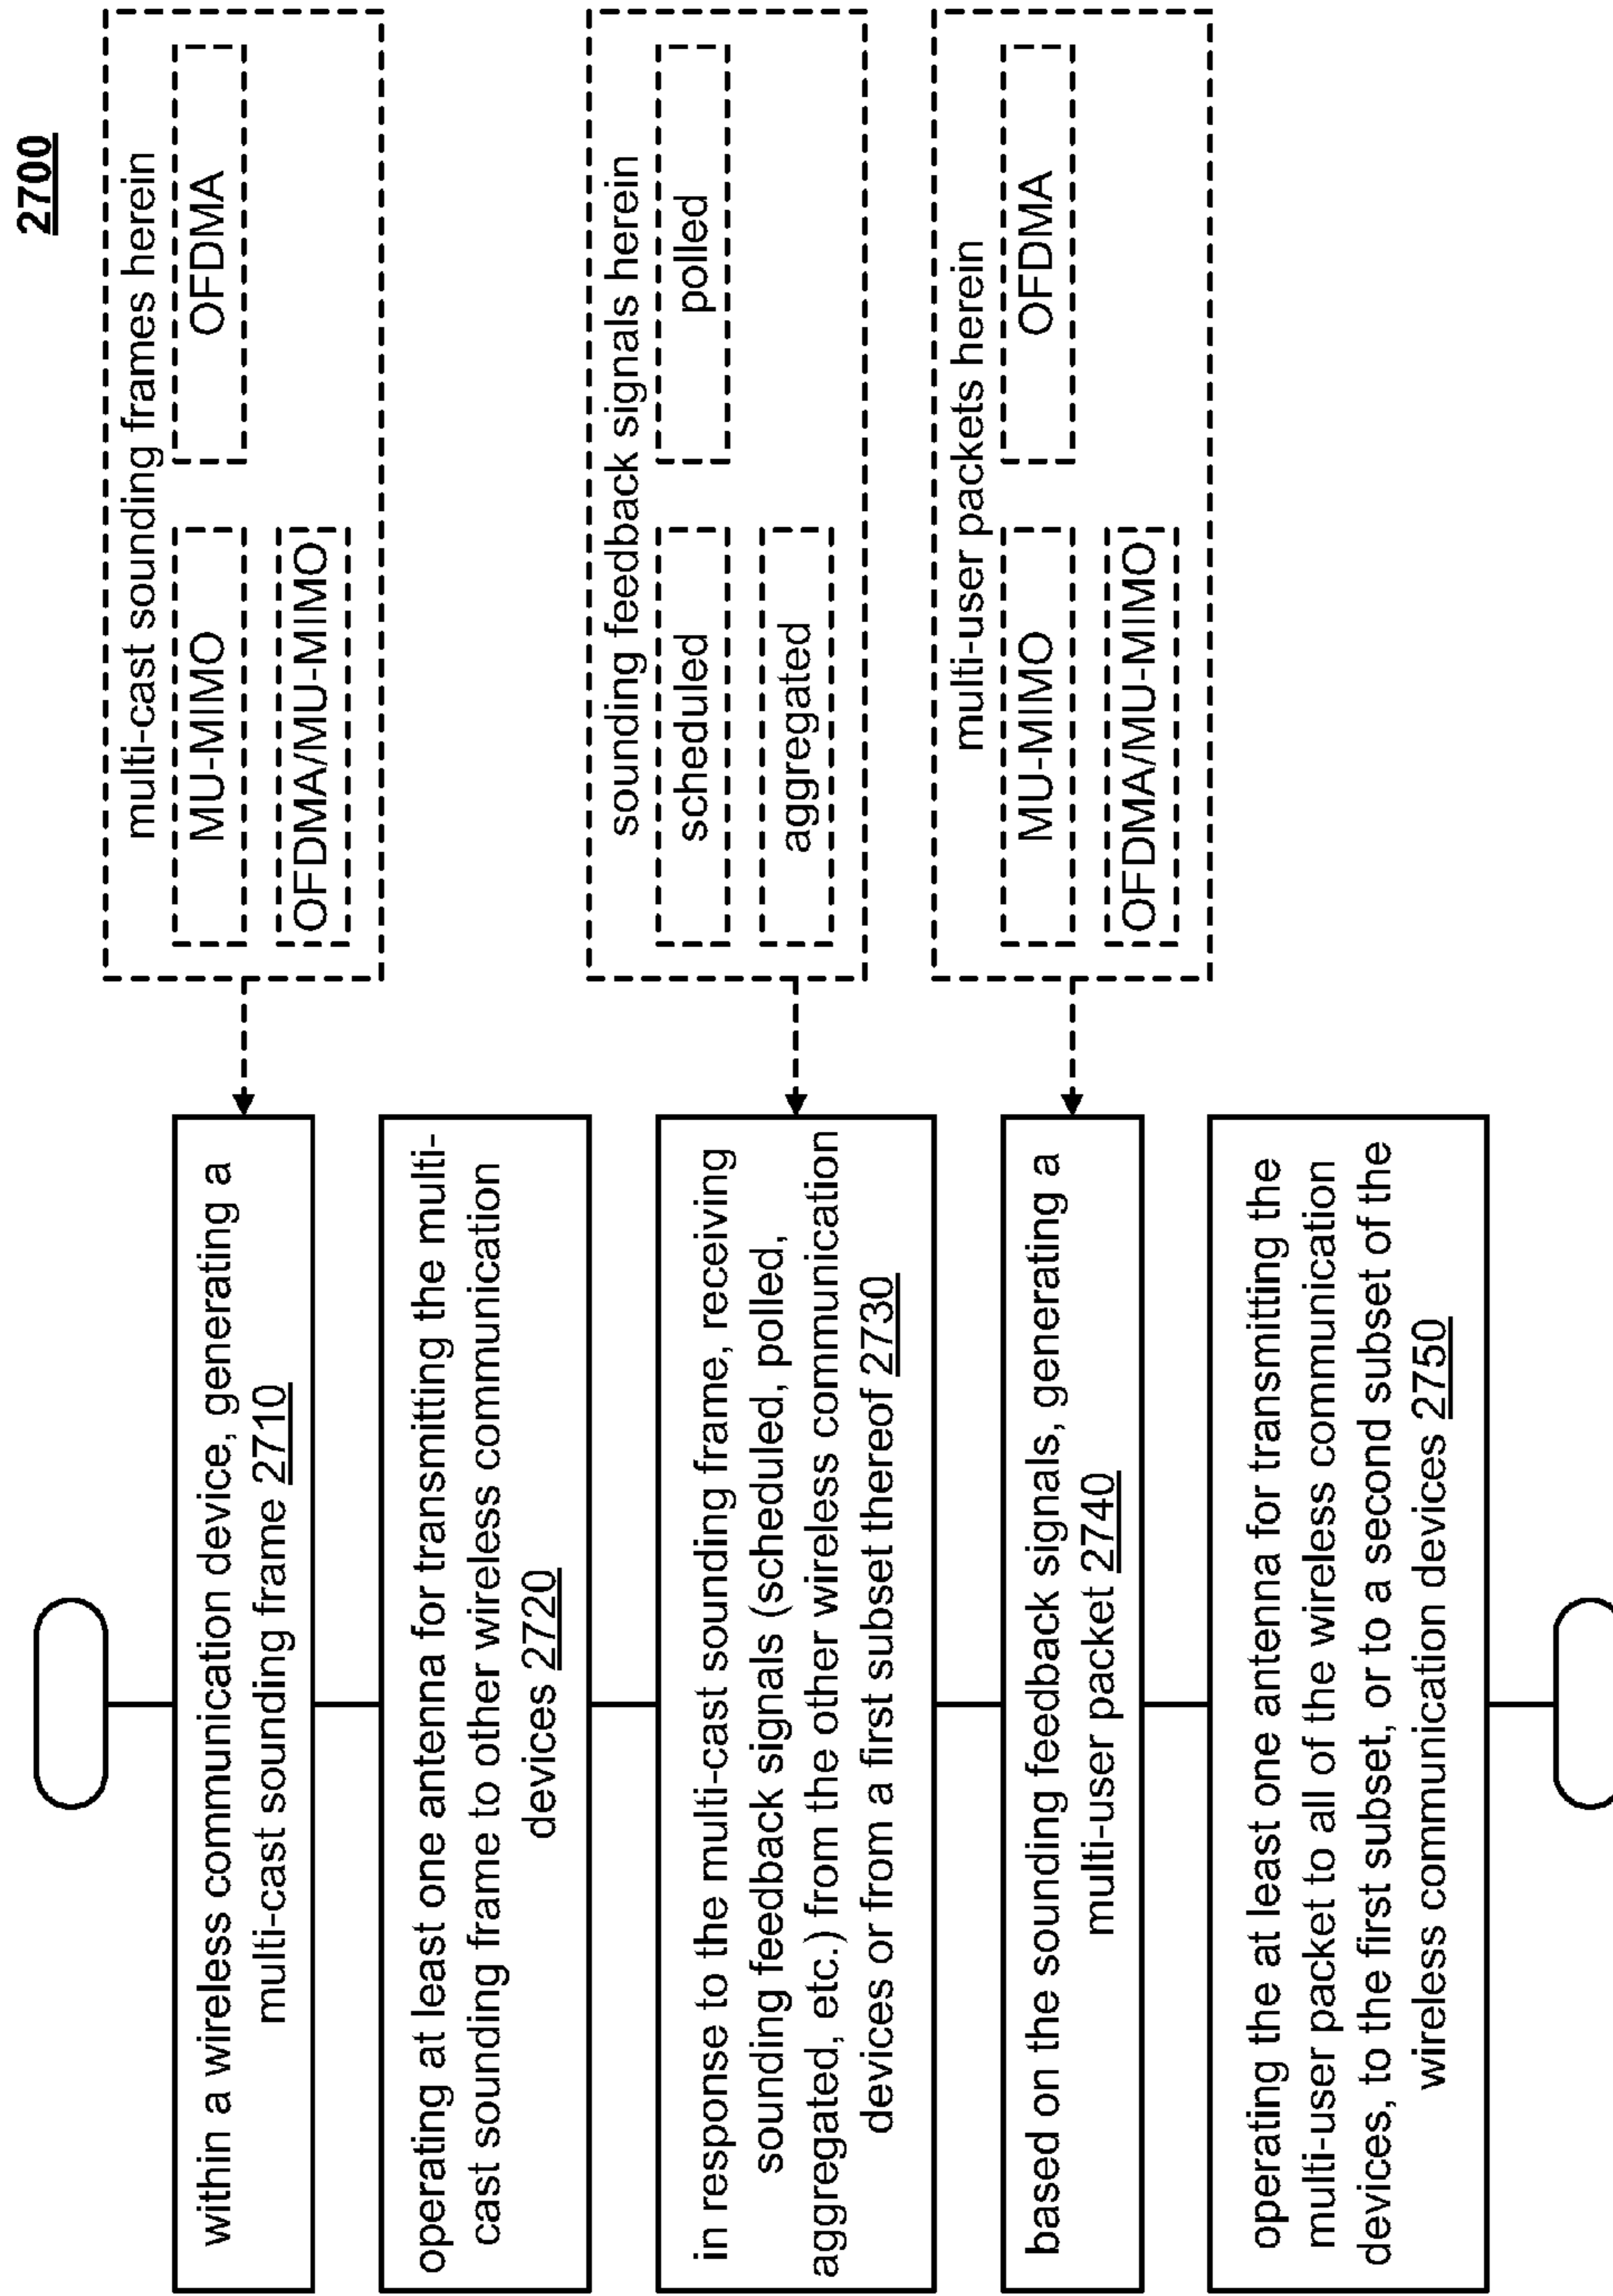 2700
within a wireless communication device, generating a
multi-cast sounding frame 2710
multi-cast sounding frames herein
MU-MIMO
OFDMA
OFDMA/MU-MIMO
operating at least one antenna for transmitting the multi-
cast sounding frame to other wireless communication
devices 2720
in response to the multi-cast sounding frame, receiving
sounding feedback signals (scheduled, polled,
aggregated, etc.) from the other wireless communication
devices or from a first subset thereof 2730
sounding feedback signals herein
scheduled
polled
aggregated
based on the sounding feedback signals, generating a
multi-user packet 2740
multi-user packets herein
MU-MIMO
OFDMA
OFDMA/MU-MIMO
operating the at least one antenna for transmitting the
multi-user packet to all of the wireless communication
devices, to the first subset, or to a second subset of the
wireless communication devices 2750